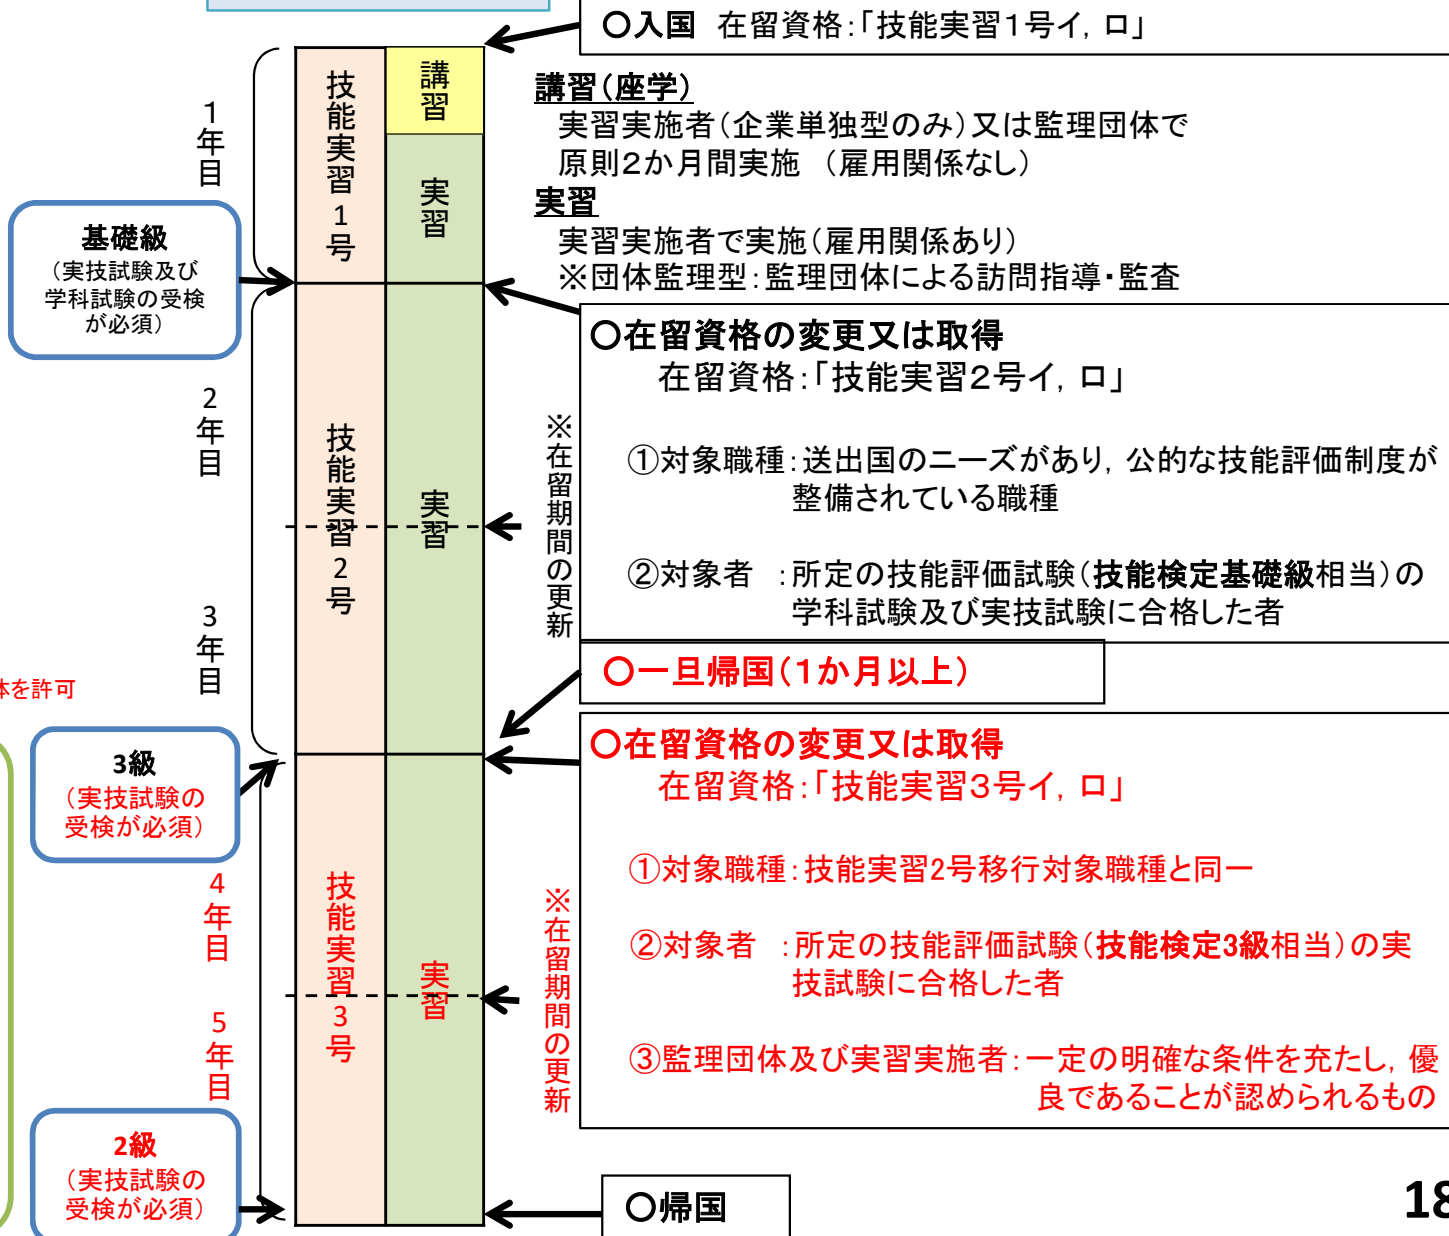 ○入国 在留資格:「技能実習1号イ, ロ」
講習(座学)
実習実施者(企業単独型のみ)又は監理団体で
原則2か月間実施 (雇用関係なし)
実習
実習実施者で実施(雇用関係あり)
※団体監理型:監理団体による訪問指導・監査
○在留資格の変更又は取得
在留資格:「技能実習2号イ, ロ」
①対象職種:送出国のニーズがあり, 公的な技能評価制度が
整備されている職種
②対象者 :所定の技能評価試験(技能検定基礎級相当)の
学科試験及び実技試験に合格した者
○一旦帰国(1か月以上)
○在留資格の変更又は取得
在留資格:「技能実習3号イ, ロ」
①対象職種:技能実習2号移行対象職種と同一
②対象者 :所定の技能評価試験(技能検定3級相当)の実
技試験に合格した者
③監理団体及び実習実施者:一定の明確な条件を充たし, 優
良であることが認められるもの
○帰国
1年目
2年目
3年目
4年目
5年目
技能実習1号
技能実習2号
技能実習3号
講習
実習
実習
実習
※在留期間の更新
※在留期間の更新
基礎級
(実技試験及び
学科試験の受検
が必須)
体を許可
3級
(実技試験の
受検が必須)
2級
(実技試験の
受検が必須)
18